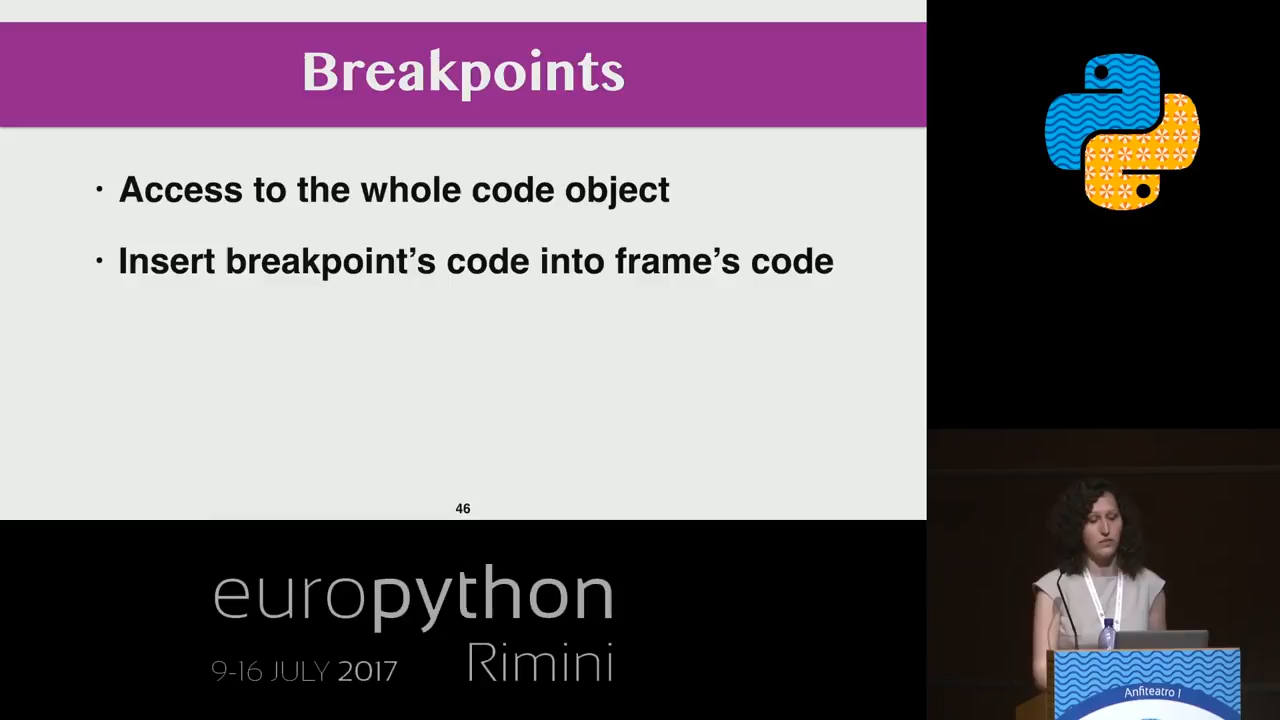 Breakpoints
· Access to the whole code object
· Insert breakpoint’s code into frame’s code
46
europython
9-16 JULY 2017
Rimini
Anfiteatro I